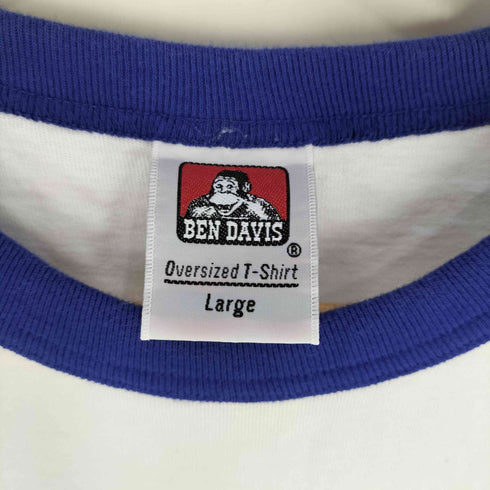 BEN DAVIS
®
Oversized T-Shirt
Large